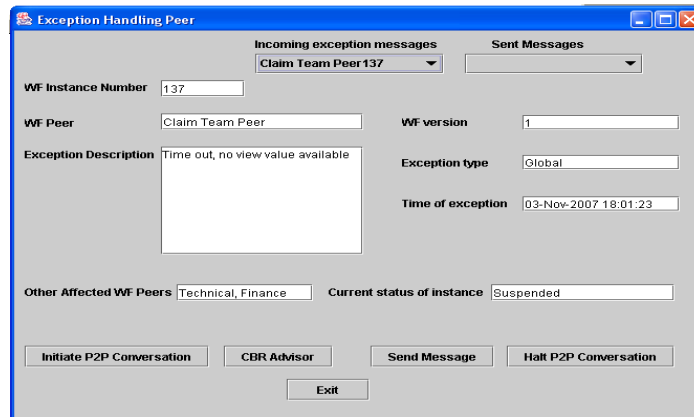 Exception Handling Peer
Incoming exception messages Sent Messages
Claim Team Peer137
WF Instance Number 137
WF Peer Claim Team Peer WF version 1
Exception Description Time out, no view value available Exception type Global
Time of exception 03-Nov-2007 18:01:23
Other Affected WF Peers Technical, Finance Current status of instance Suspended
Initiate P2P Conversation CBR Advisor Send Message Halt P2P Conversation
Exit